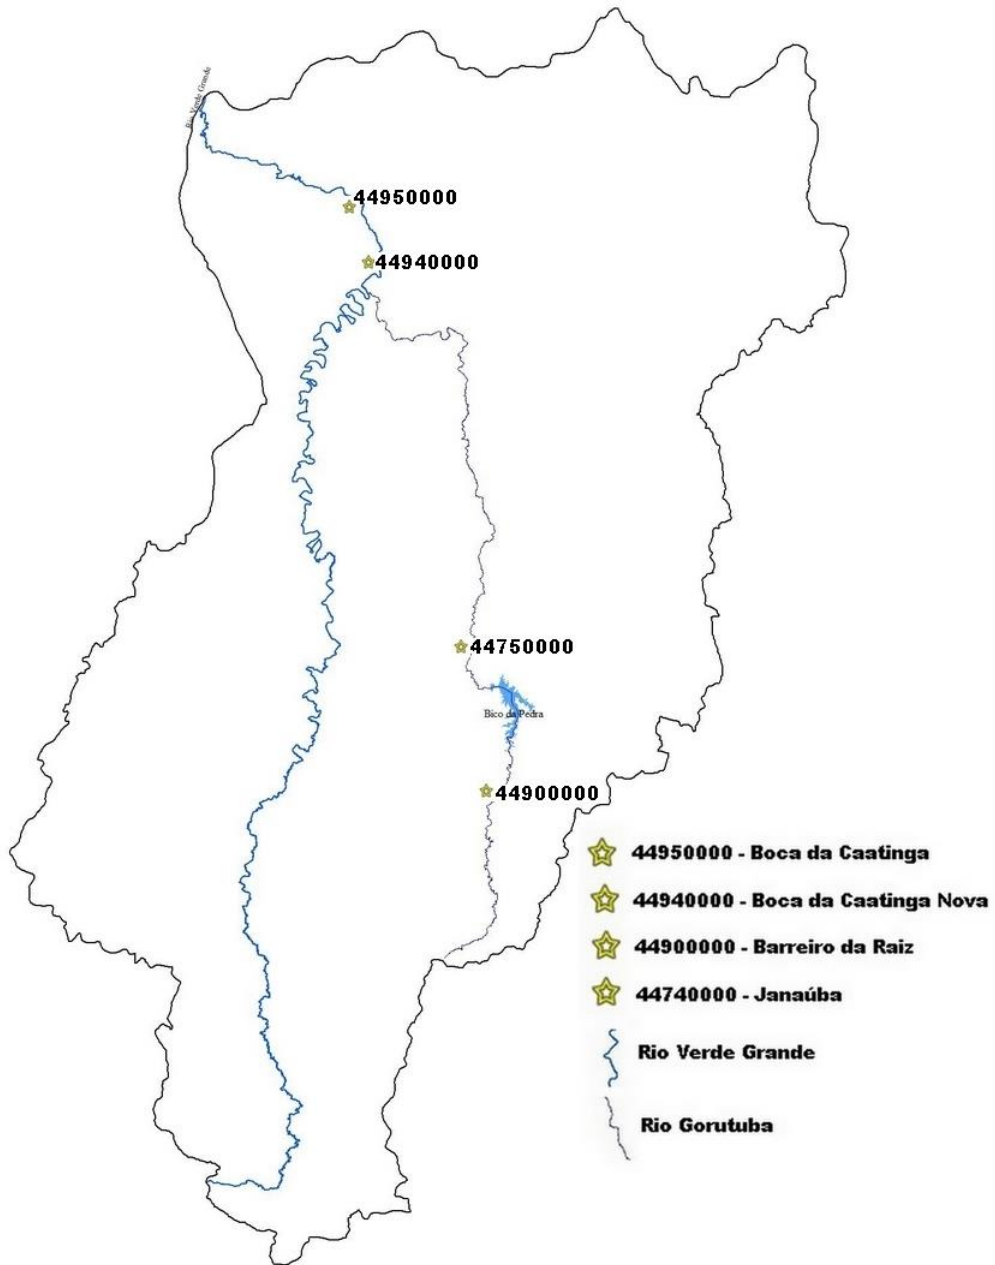 Rio Verde Grande
44950000
44940000
44750000
Bico da Pedra
44900000
44950000 - Boca da Caatinga
44940000 - Boca da Caatinga Nova
44900000 - Barreiro da Raiz
44740000 - Janaúba
Rio Verde Grande
Rio Gorutuba